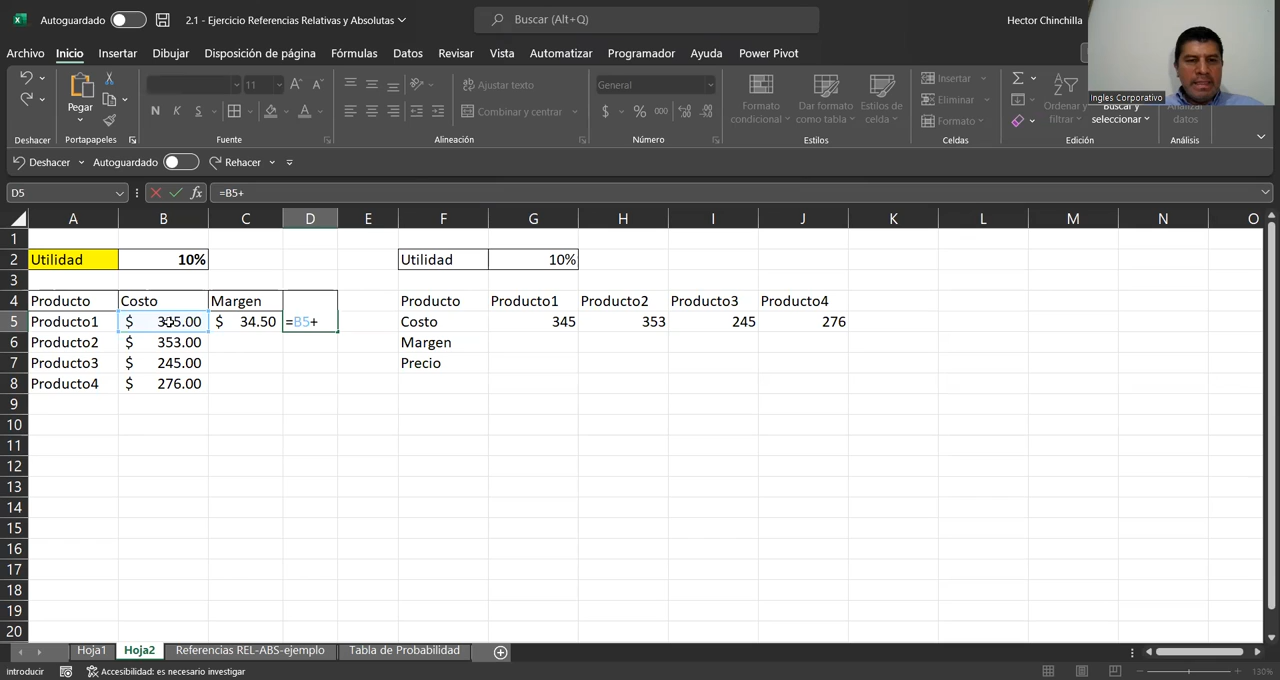 Autoguardado 2.1 - Ejercicio Referencias Relativas y Absolutas Buscar (Alt+Q) Hector Chinchilla
Archivo Inicio Insertar Dibujar Disposición de página Fórmulas Datos Revisar Vista Automatizar Programador Ayuda Power Pivot
Pegar 11 Ajustar texto General Formato condicional Dar formato como tabla Estilos de celda Insertar Ordenar y filtrar
N K S Combinar y centrar $ % 000 Eliminar Buscar y seleccionar Analizar datos
Formato
Ingles Corporativo
Deshacer Portapapeles Fuente Alineación Número Estilos Celdas Edición Análisis
Deshacer Autoguardado Rehacer
D5 fx =B5+
A B C D E F G H I J K L M N O
1
2 Utilidad 10% Utilidad 10%
3
4 Producto Costo Margen Producto Producto1 Producto2 Producto3 Producto4
5 Producto1 $ $ 34.50 =B5+ Costo 345 353 245 276
6 Producto2 $ 353.00 Margen
7 Producto3 $ 245.00 Precio
8 Producto4 $ 276.00
9
10
11
12
13
14
15
16
17
18
19
20
Hoja1 Hoja2 Referencias REL-ABS-ejemplo Tabla de Probabilidad
Introducir Accesibilidad: es necesario investigar 130%